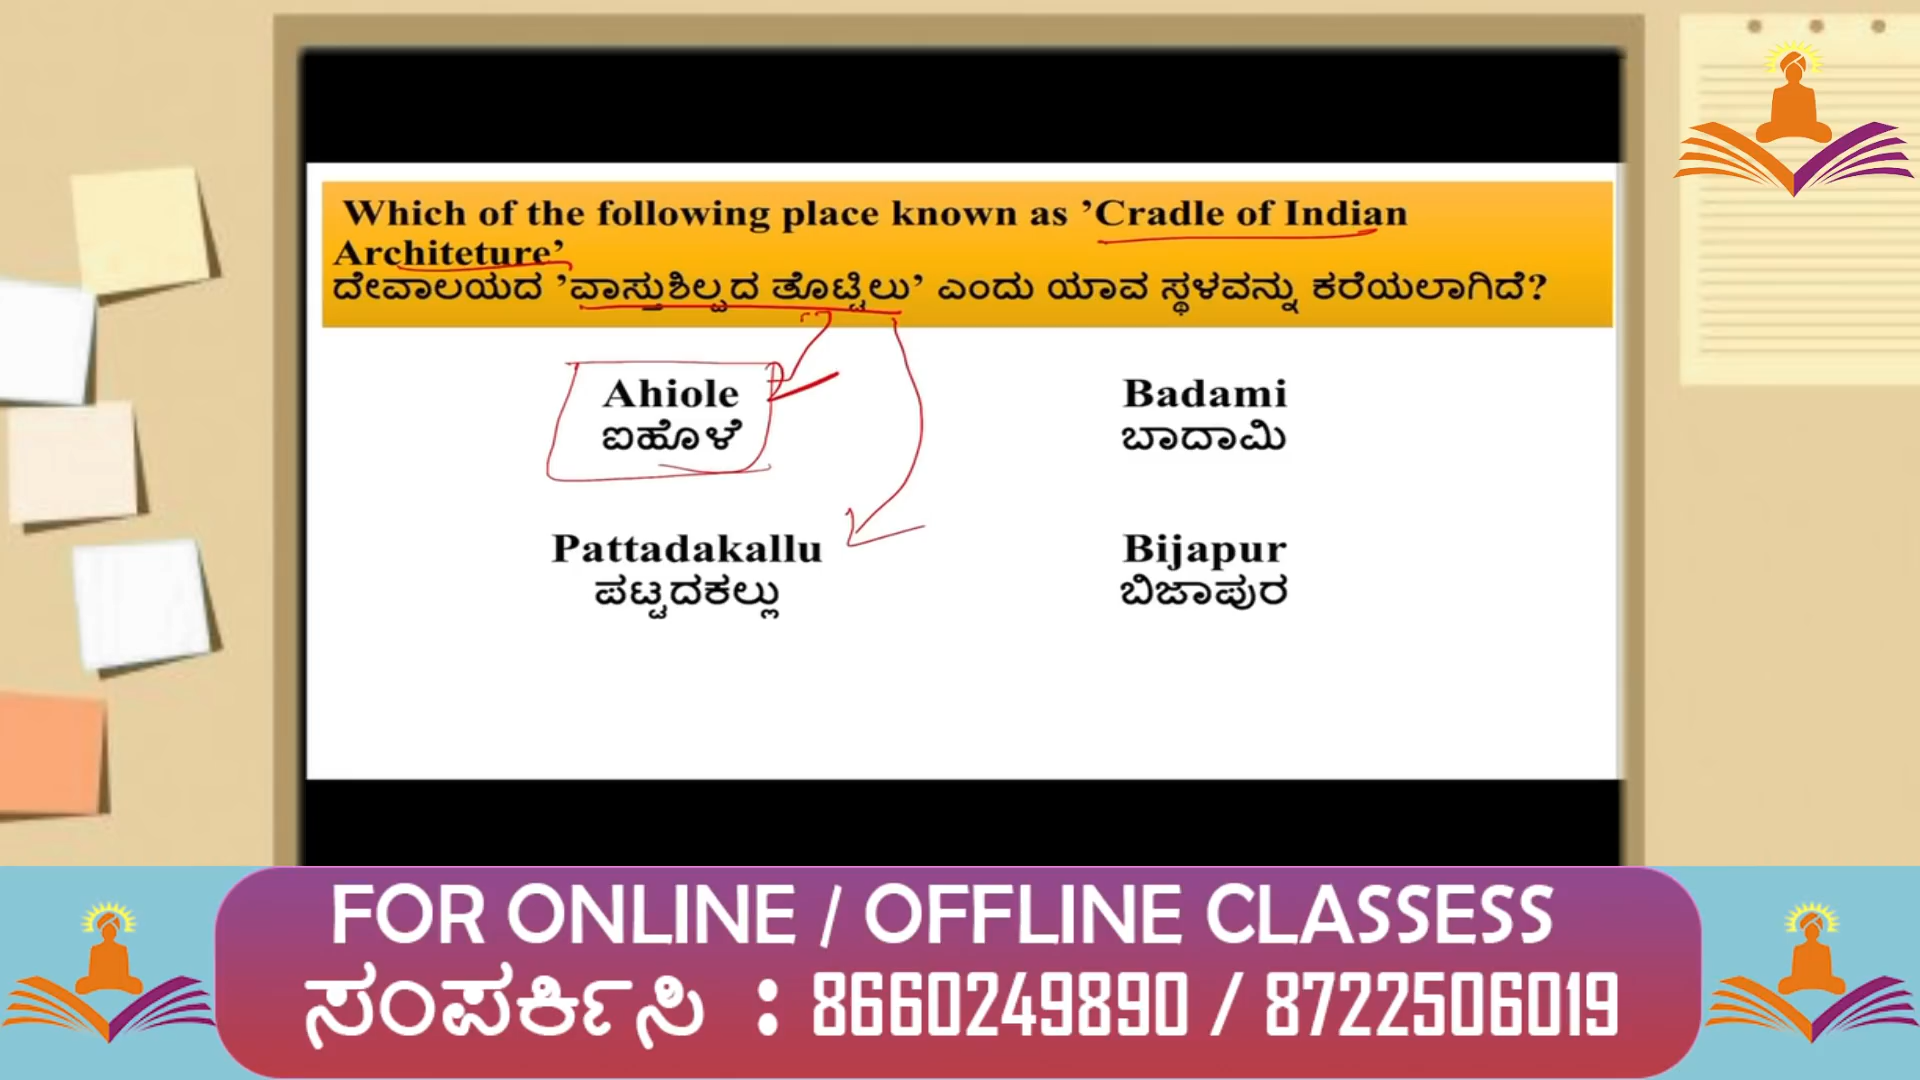 Which of the following place known as ’Cradle of Indian
Architeture’
ದೇವಾಲಯದ ’ವಾಸ್ತುಶಿಲ್ಪದ ತೊಟ್ಟಿಲು’ ಎಂದು ಯಾವ ಸ್ಥಳವನ್ನು ಕರೆಯಲಾಗಿದೆ?
Ahiole
ಐಹೊಳೆ
Badami
ಬಾದಾಮಿ
Pattadakallu
ಪಟ್ಟದಕಲ್ಲು
Bijapur
ಬಿಜಾಪುರ
FOR ONLINE / OFFLINE CLASSESS
ಸಂಪರ್ಕಿಸಿ : 8660249890 / 8722506019